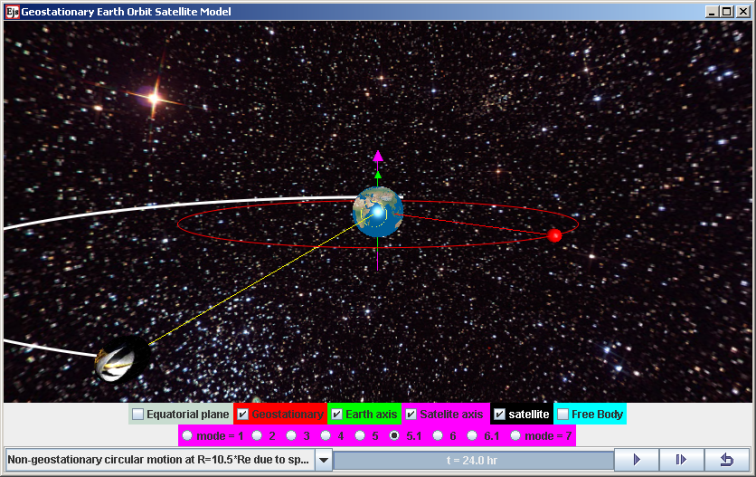 Geostationary Earth Orbit Satellite Model
Equatorial plane Geostationary Earth axis Satelite axis satellite Free Body
mode = 1 2 3 4 5 5.1 6 6.1 mode = 7
Non-geostationary circular motion at R=10.5*Re due to sp... t = 24.0 hr